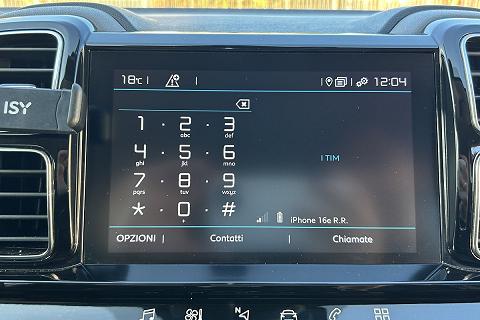 18°C 12:04
ISY
1 · 2 · 3
abc def
4 · 5 · 6
ghi jkl mno
I TIM
7 · 8 · 9
pqrs tuv wxyz
* · 0 · #
+
iPhone 16e R.R.
OPZIONI Contatti Chiamate
N